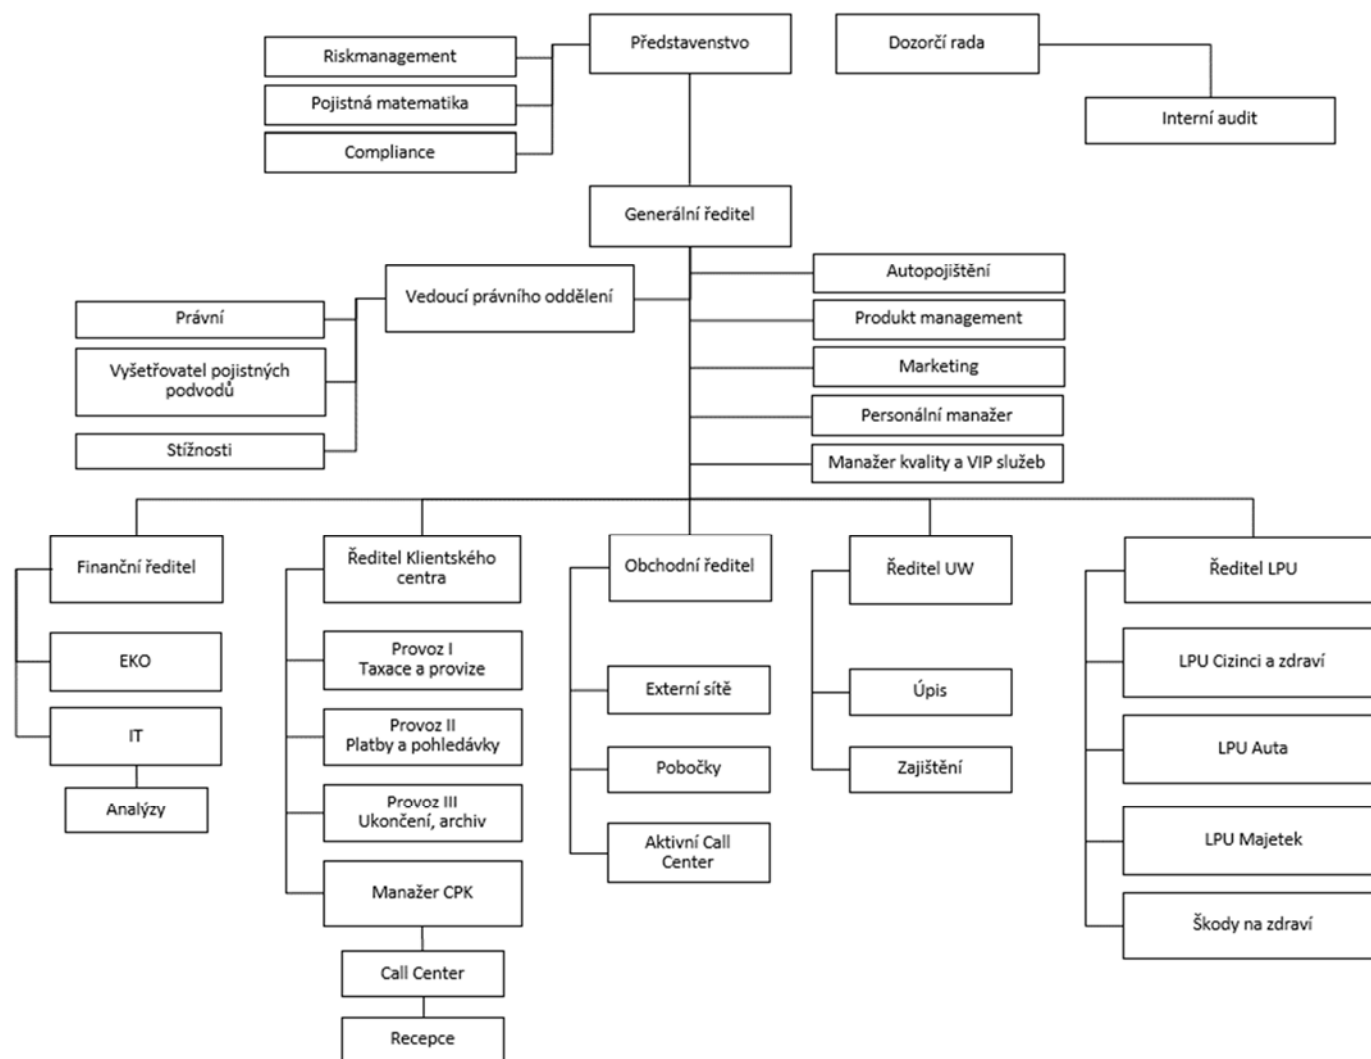 Představenstvo
Dozorčí rada
Riskmanagement
Pojistná matematika
Compliance
Interní audit
Generální ředitel
Vedoucí právního oddělení
Autopojištění
Právní
Produkt management
Vyšetřovatel pojistných
podvodů
Marketing
Personální manažer
Stížnosti
Manažer kvality a VIP služeb
Finanční ředitel
EKO
IT
Analýzy
Ředitel Klientského
centra
Provoz I
Taxace a provize
Provoz II
Platby a pohledávky
Provoz III
Ukončení, archiv
Manažer CPK
Call Center
Recepce
Obchodní ředitel
Externí sítě
Pobočky
Aktivní Call
Center
Ředitel UW
Úpis
Zajištění
Ředitel LPU
LPU Cizinci a zdraví
LPU Auta
LPU Majetek
Škody na zdraví